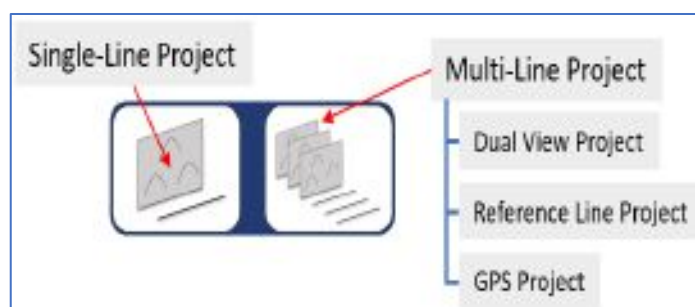 Single-Line Project
Multi-Line Project
Dual View Project
Reference Line Project
GPS Project